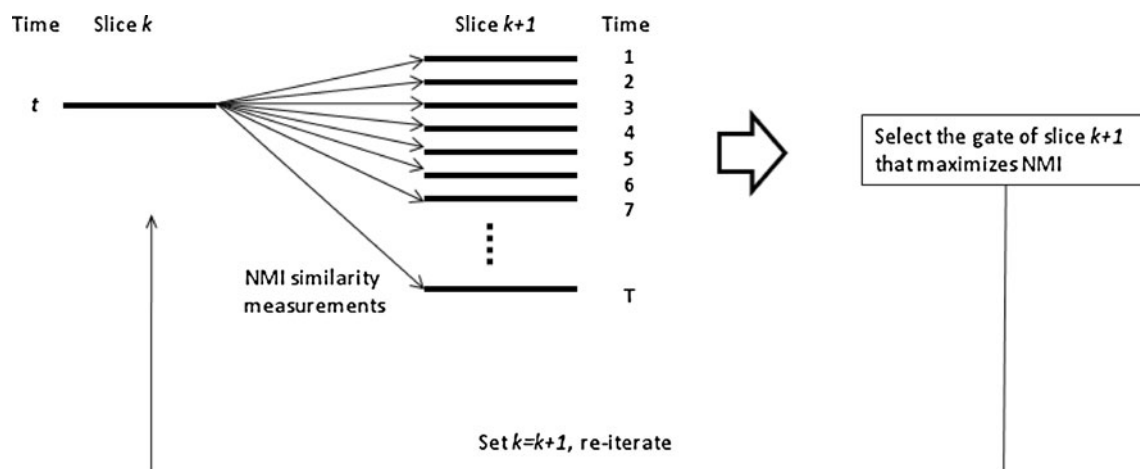 Time Slice k Slice k+1 Time
1
2
t
3
4
5
6
7
T
Select the gate of slice k+1
that maximizes NMI
NMI similarity
measurements
Set k=k+1, re-iterate